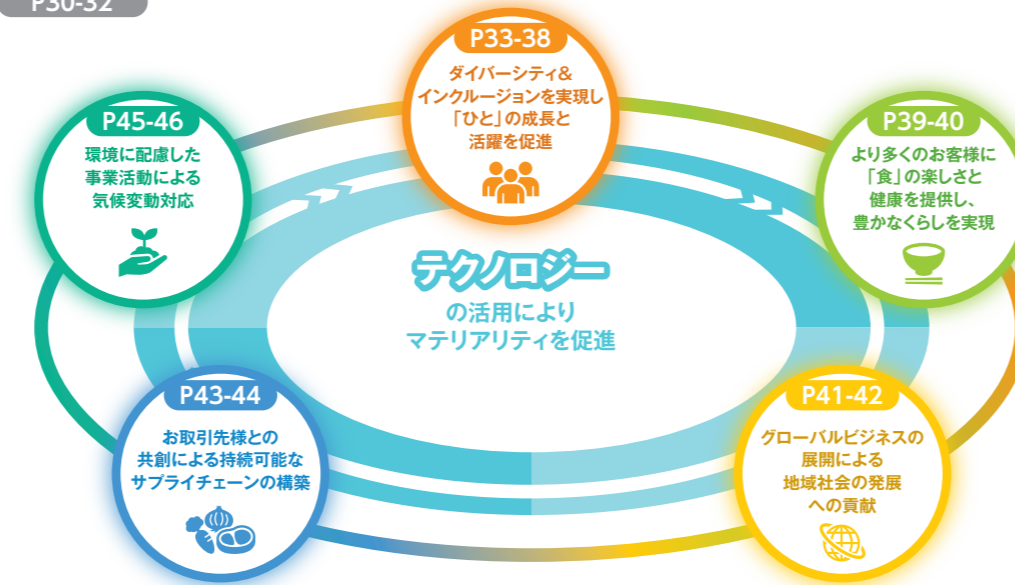 P30-32
P33-38
ダイバーシティ&
インクルージョンを実現し
「ひと」の成長と
活躍を促進
P45-46
環境に配慮した
事業活動による
気候変動対応
P39-40
より多くのお客様に
「食」の楽しさと
健康を提供し、
豊かなくらしを実現
テクノロジー
の活用により
マテリアリティを促進
P43-44
お取引先様との
共創による持続可能な
サプライチェーンの構築
P41-42
グローバルビジネスの
展開による
地域社会の発展
への貢献